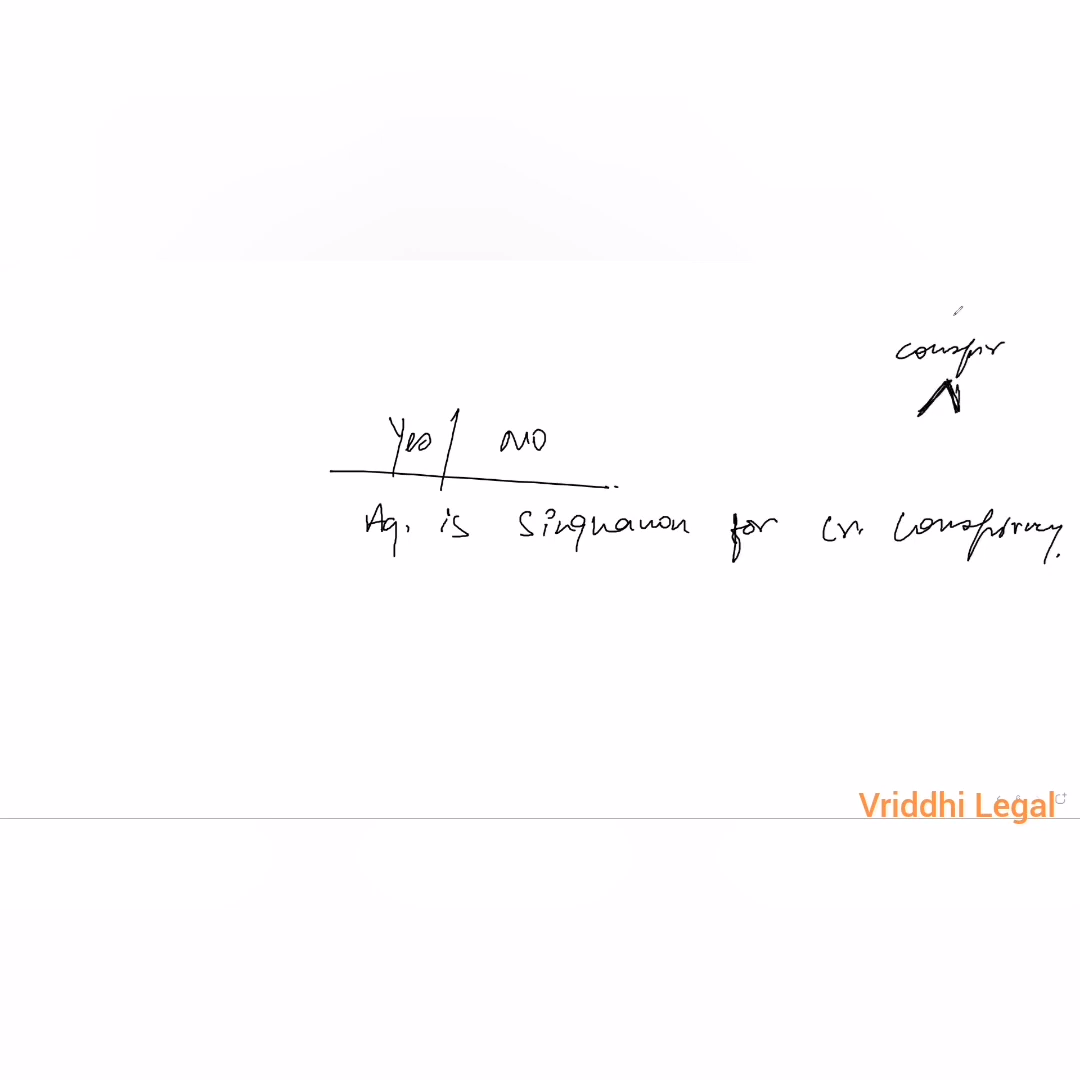 conspir
Yes NO
Ag. is sinquanon for cr. conspiracy.
Vriddhi Legal